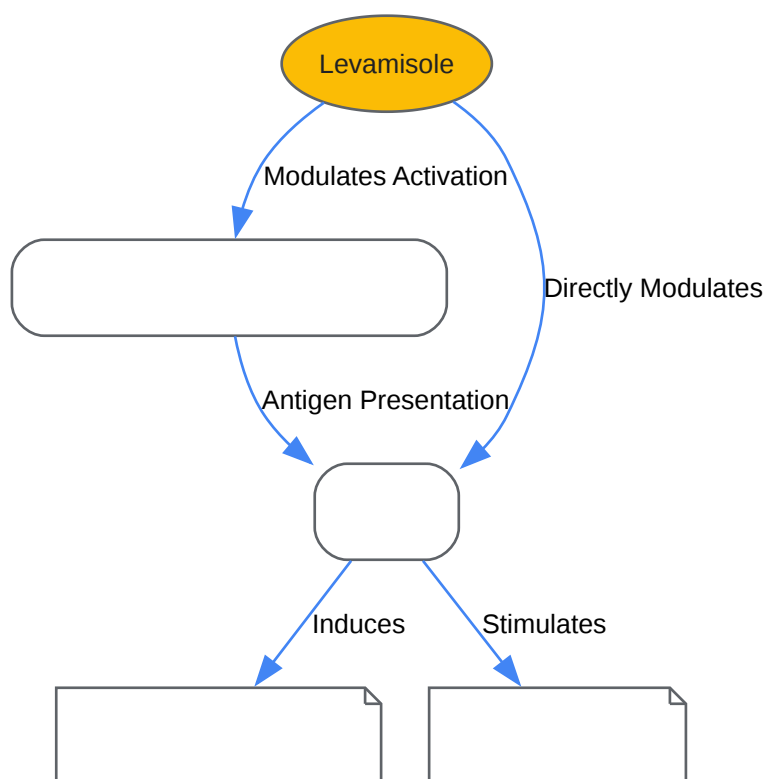 Levamisole
Modulates Activation
Directly Modulates
Antigen Presentation
Induces
Stimulates